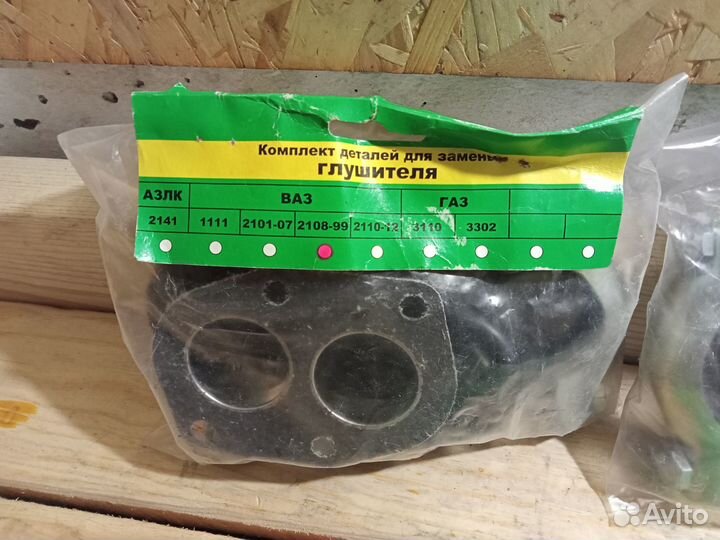 Комплект деталей для замены
глушителя
АЗЛК ВАЗ ГАЗ
2141 1111 2101-07 2108-99 2110-12 3110 3302
Avito